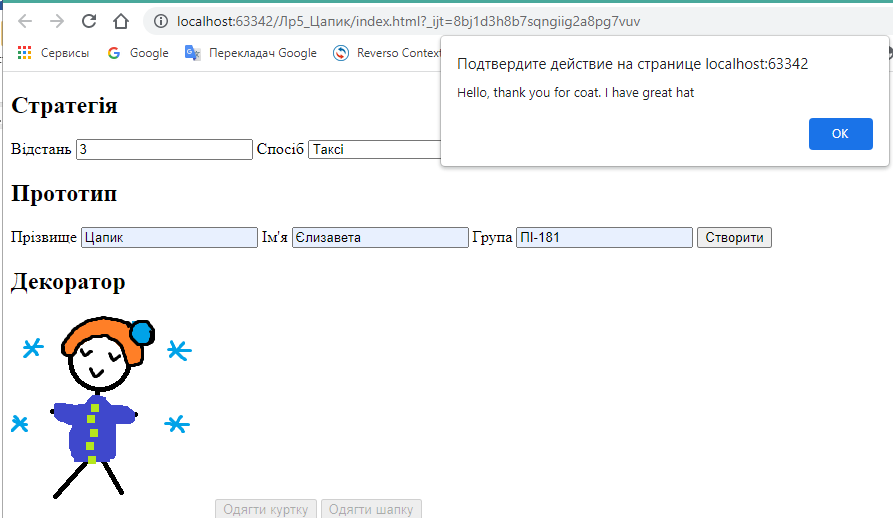 localhost:63342/Лр5_Цапик/index.html?_ijt=8bj1d3h8b7sqngiig2a8pg7vuv
Сервисы Google Перекладач Google Reverso Context
Подтвердите действие на странице localhost:63342
Hello, thank you for coat. I have great hat
ОК
Стратегія
Відстань 3 Спосіб Таксі
Прототип
Прізвище Цапик Ім'я Єлизавета Група ПІ-181 Створити
Декоратор
Одягти куртку Одягти шапку